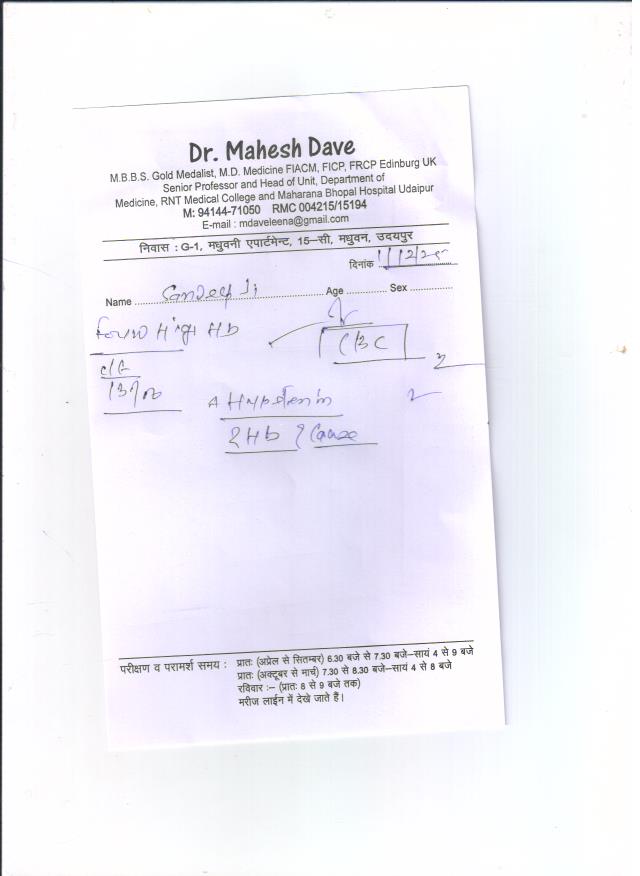 Dr. Mahesh Dave
M.B.B.S. Gold Medalist, M.D. Medicine FIACM, FICP, FRCP Edinburg UK
Senior Professor and Head of Unit, Department of
Medicine, RNT Medical College and Maharana Bhopal Hospital Udaipur
M: 94144-71050 RMC 004215/15194
E-mail : mdaveleena@gmail.com
निवास : G-1, मधुवनी एपार्टमेन्ट, 15-सी, मधुवन, उदयपुर
दिनांक
Name Sandeep Ji Age Sex
Found High Hb
CBC
Hypertension
Hb ? Cause
परीक्षण व परामर्श समय : प्रातः (अप्रेल से सितम्बर) 6.30 बजे से 7.30 बजे-सायं 4 से 9 बजे
प्रातः (अक्टूबर से मार्च) 7.30 से 8.30 बजे-सायं 4 से 8 बजे
रविवार :- (प्रातः 8 से 9 बजे तक)
मरीज लाईन में देखे जाते हैं।